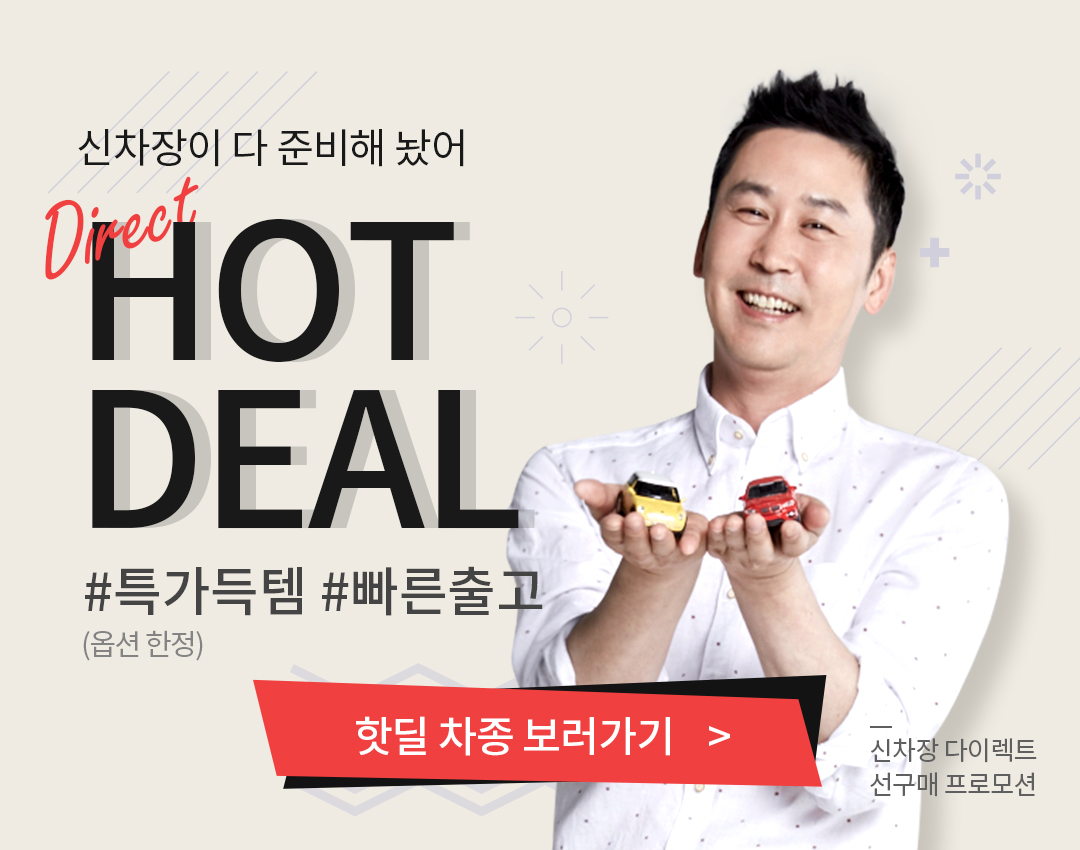 신차장이 다 준비해 놨어
Direct
HOT
DEAL
#특가득템 #빠른출고
(옵션 한정)
핫딜 차종 보러가기 >
신차장 다이렉트
선구매 프로모션